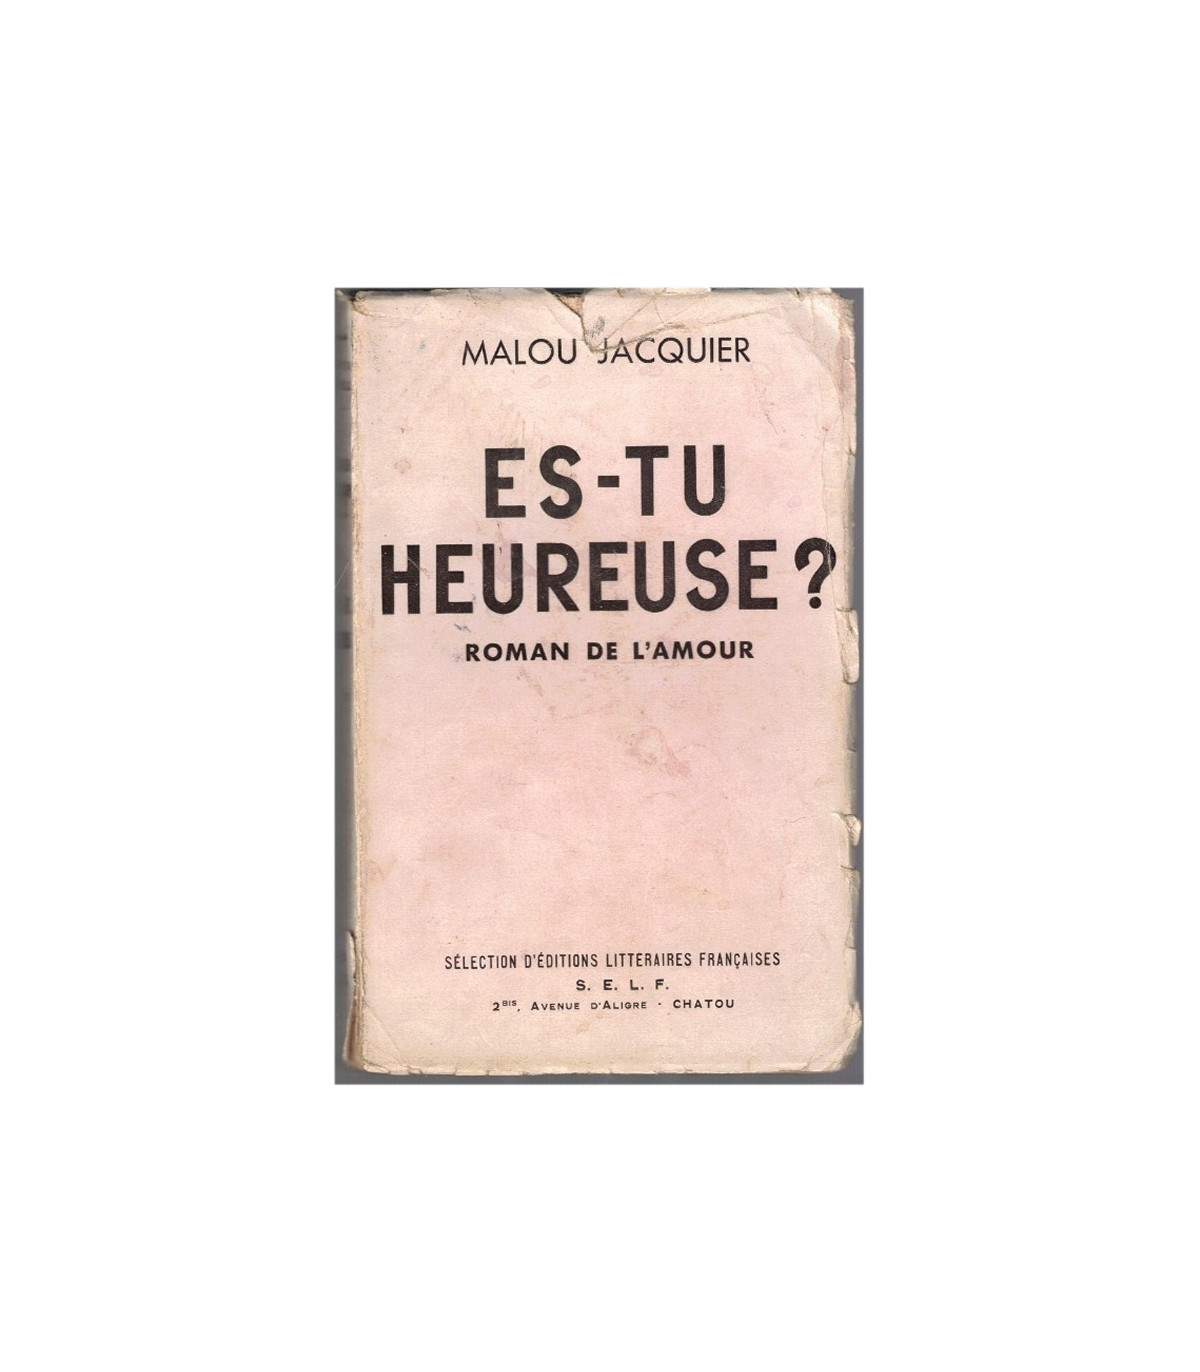 MALOU JACQUIER
ES-TU
HEUREUSE ?
ROMAN DE L'AMOUR
SÉLECTION D'ÉDITIONS LITTERAIRES FRANÇAISES
S. E. L. F.
2BIS, AVENUE D'ALIGRE - CHATOU